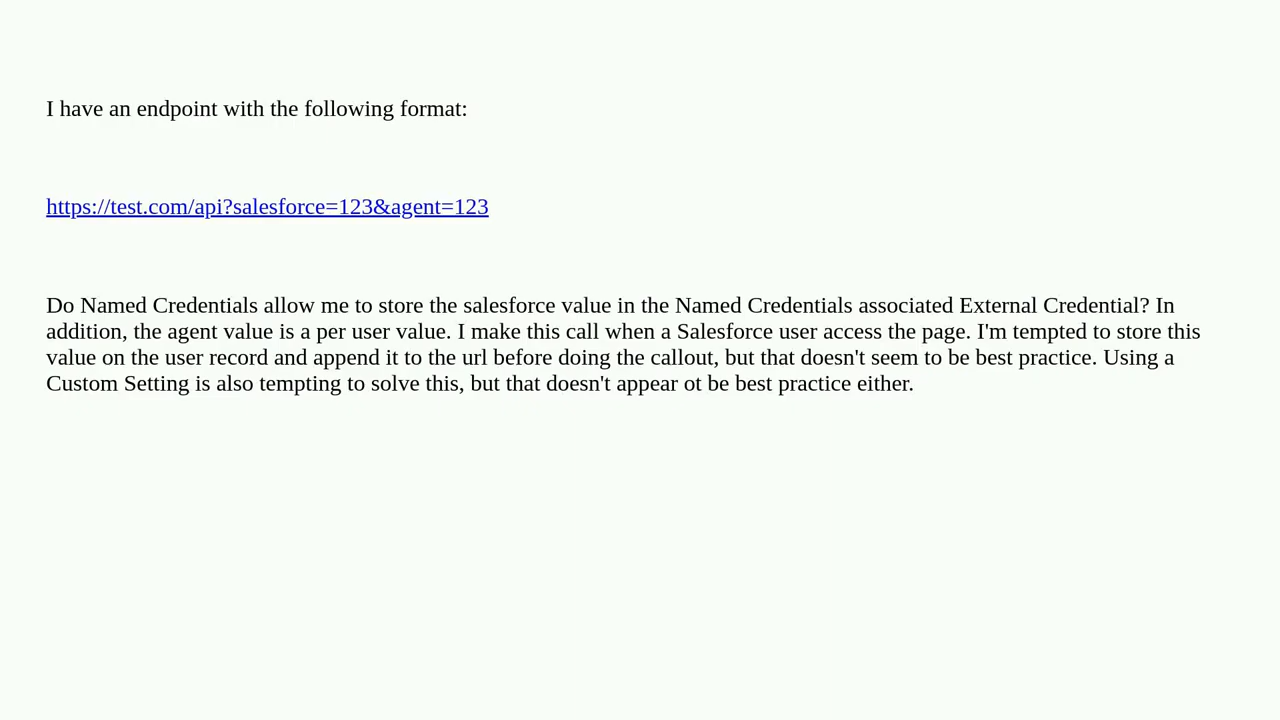 I have an endpoint with the following format:
https://test.com/api?salesforce=123&agent=123
Do Named Credentials allow me to store the salesforce value in the Named Credentials associated External Credential? In
addition, the agent value is a per user value. I make this call when a Salesforce user access the page. I'm tempted to store this
value on the user record and append it to the url before doing the callout, but that doesn't seem to be best practice. Using a
Custom Setting is also tempting to solve this, but that doesn't appear ot be best practice either.